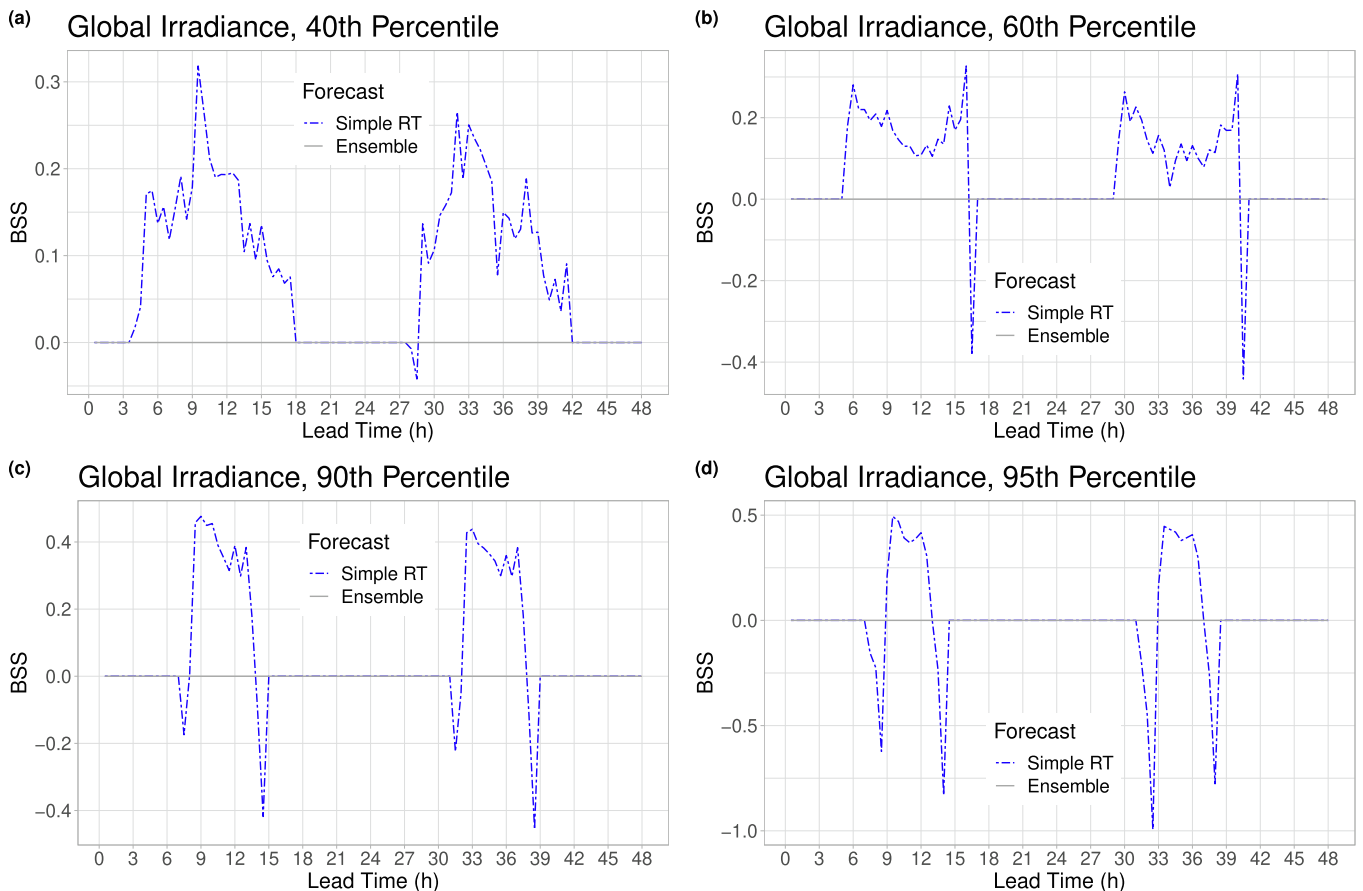 (a)
Global Irradiance, 40th Percentile
BSS
0.3
0.2
0.1
0.0
Forecast
Simple RT
Ensemble
0 3 6 9 12 15 18 21 24 27 30 33 36 39 42 45 48
Lead Time (h)
(b)
Global Irradiance, 60th Percentile
BSS
0.2
0.0
−0.2
−0.4
Forecast
Simple RT
Ensemble
0 3 6 9 12 15 18 21 24 27 30 33 36 39 42 45 48
Lead Time (h)
(c)
Global Irradiance, 90th Percentile
BSS
0.4
0.2
0.0
−0.2
−0.4
Forecast
Simple RT
Ensemble
0 3 6 9 12 15 18 21 24 27 30 33 36 39 42 45 48
Lead Time (h)
(d)
Global Irradiance, 95th Percentile
BSS
0.5
0.0
−0.5
−1.0
Forecast
Simple RT
Ensemble
0 3 6 9 12 15 18 21 24 27 30 33 36 39 42 45 48
Lead Time (h)